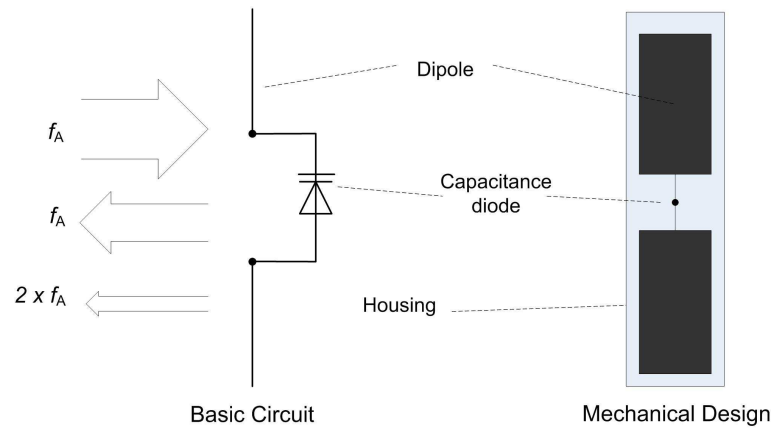 Dipole
f_A
Capacitance
diode
f_A
2 x f_A
Housing
Basic Circuit
Mechanical Design